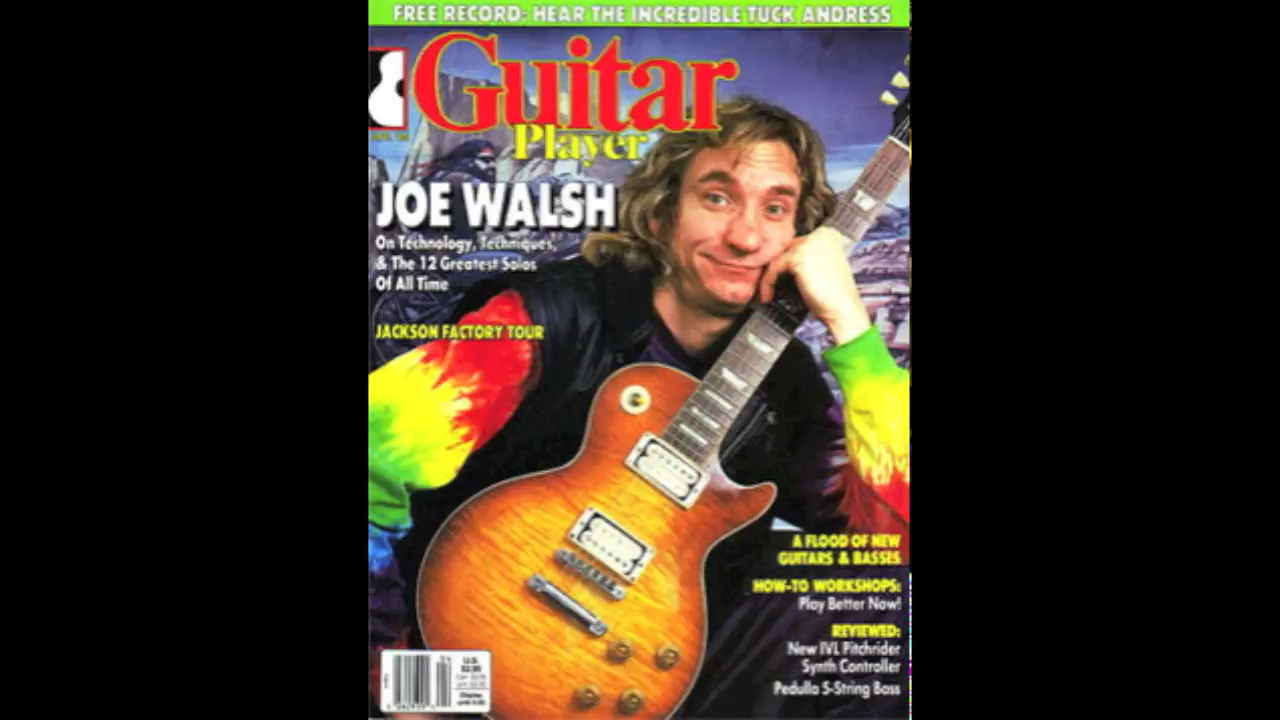 FREE RECORD: HEAR THE INCREDIBLE TUCK ANDRESS
Guitar
Player
JOE WALSH
On Technology, Techniques,
& The 12 Greatest Solos
Of All Time
JACKSON FACTORY TOUR
A FLOOD OF NEW
GUITARS & BASSES
HOW-TO WORKSHOPS:
Play Better Now!
REVIEWED:
New IVL Pitchrider
Synth Controller
Pedulla 5-String Bass
U.S.